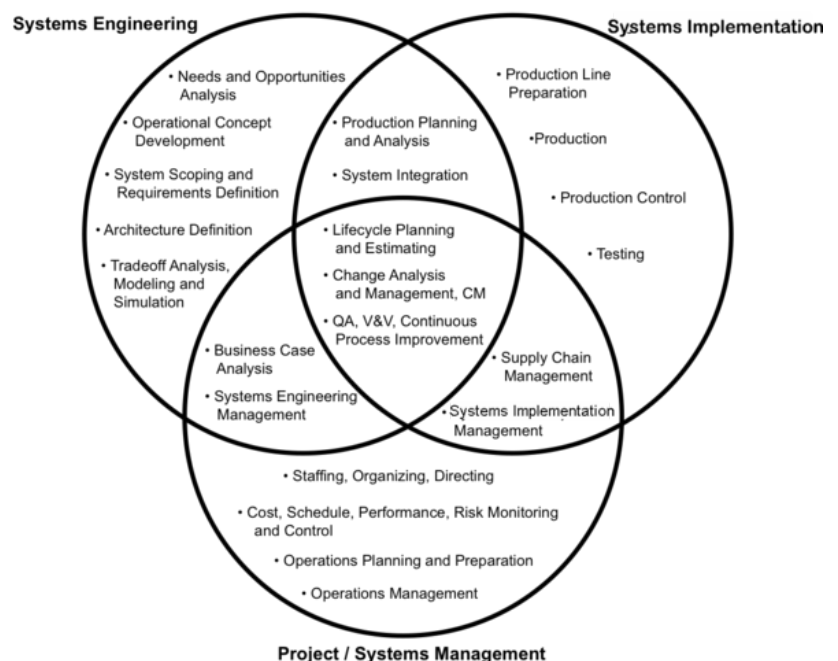 Systems Engineering
Systems Implementation
• Needs and Opportunities
Analysis
• Operational Concept
Development
• System Scoping and
Requirements Definition
• Architecture Definition
• Tradeoff Analysis,
Modeling and
Simulation
• Production Planning
and Analysis
• System Integration
• Production Line
Preparation
• Production
• Production Control
• Testing
• Lifecycle Planning
and Estimating
• Change Analysis
and Management, CM
• QA, V&V, Continuous
Process Improvement
• Business Case
Analysis
• Systems Engineering
Management
• Supply Chain
Management
• Systems Implementation
Management
• Staffing, Organizing, Directing
• Cost, Schedule, Performance, Risk Monitoring
and Control
• Operations Planning and Preparation
• Operations Management
Project / Systems Management